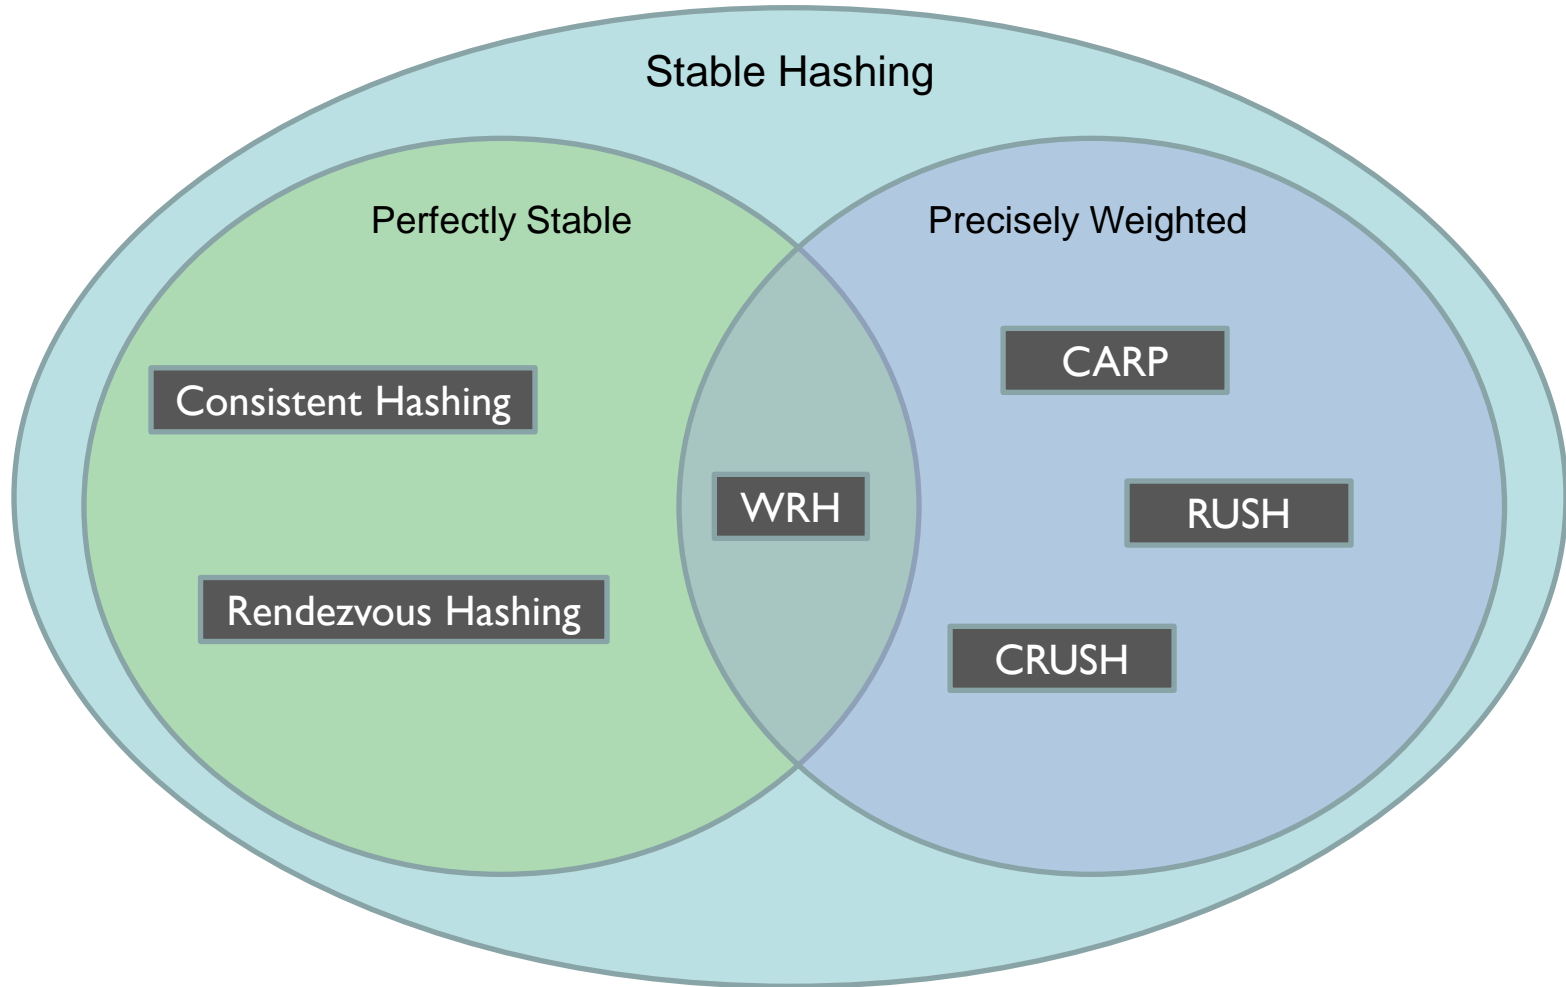 Stable Hashing
Perfectly Stable
Precisely Weighted
CARP
Consistent Hashing
WRH
RUSH
Rendezvous Hashing
CRUSH